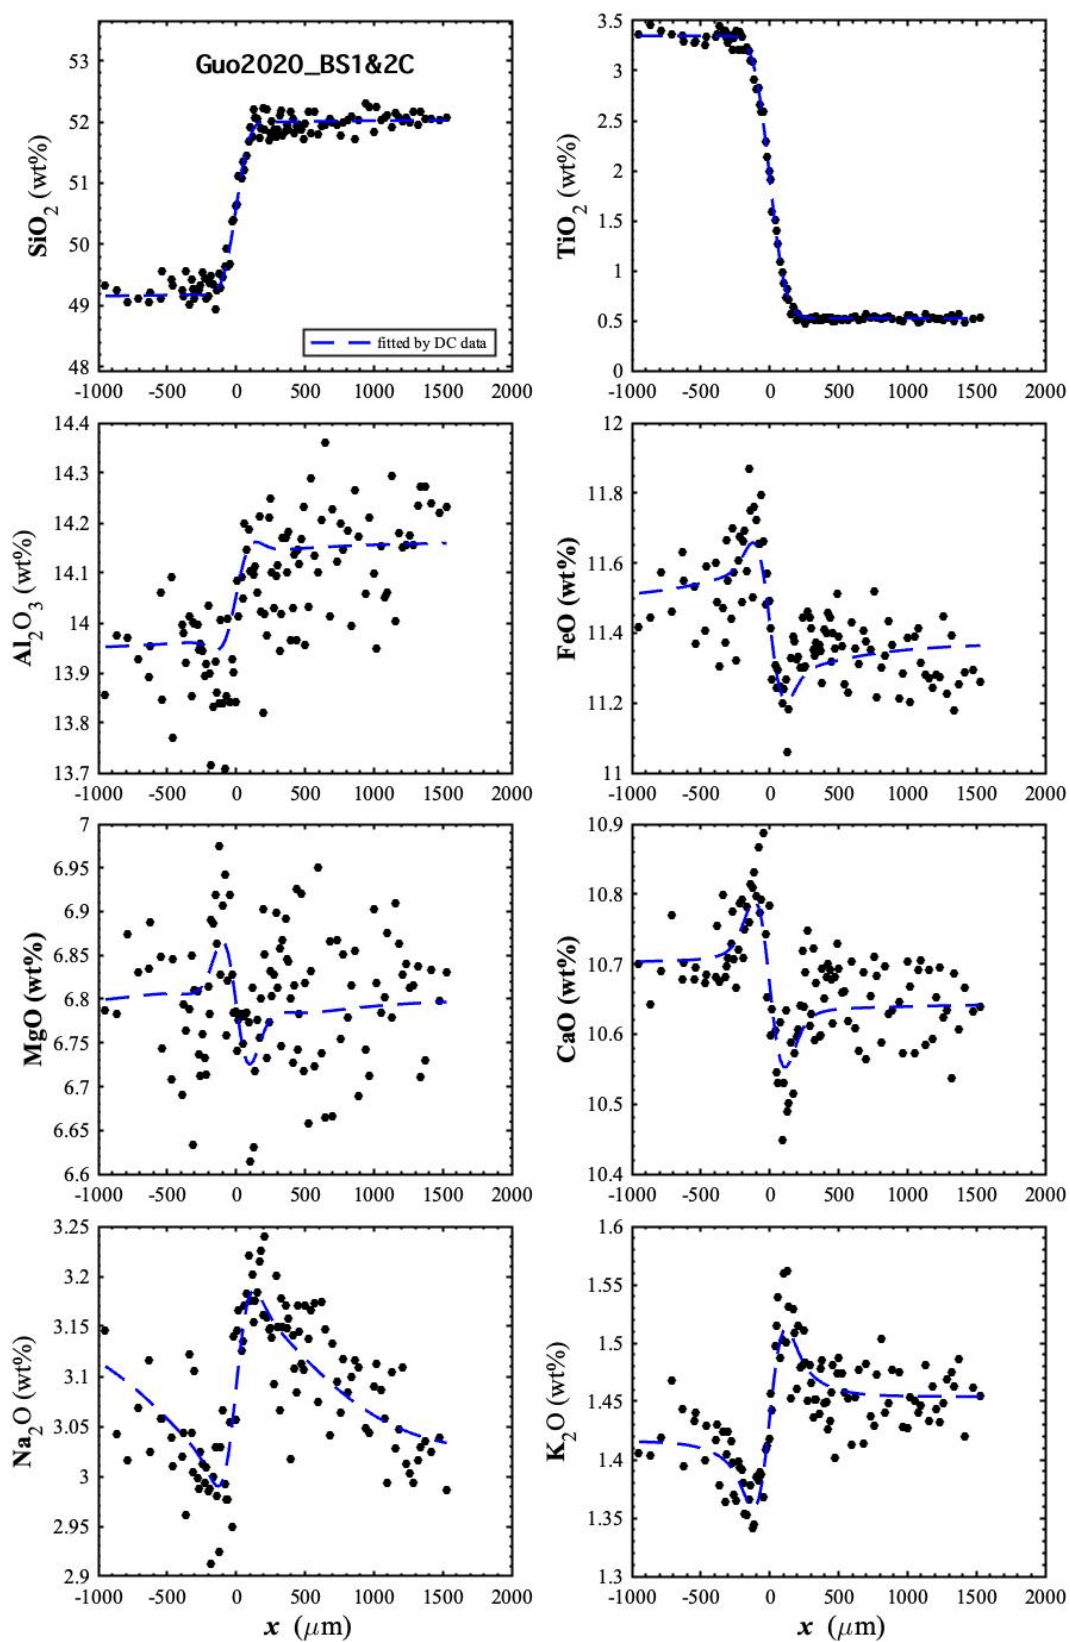 Guo2020_BS1&2C
SiO2 (wt%)
53
52
51
50
49
48
fitted by DC data
-1000 -500 0 500 1000 1500 2000
TiO2 (wt%)
3.5
3
2.5
2
1.5
1
0.5
0
-1000 -500 0 500 1000 1500 2000
Al2O3 (wt%)
14.4
14.3
14.2
14.1
14
13.9
13.8
13.7
-1000 -500 0 500 1000 1500 2000
FeO (wt%)
12
11.8
11.6
11.4
11.2
11
-1000 -500 0 500 1000 1500 2000
MgO (wt%)
7
6.95
6.9
6.85
6.8
6.75
6.7
6.65
6.6
-1000 -500 0 500 1000 1500 2000
CaO (wt%)
10.9
10.8
10.7
10.6
10.5
10.4
-1000 -500 0 500 1000 1500 2000
Na2O (wt%)
3.25
3.2
3.15
3.1
3.05
3
2.95
2.9
-1000 -500 0 500 1000 1500 2000
x (μm)
K2O (wt%)
1.6
1.55
1.5
1.45
1.4
1.35
1.3
-1000 -500 0 500 1000 1500 2000
x (μm)